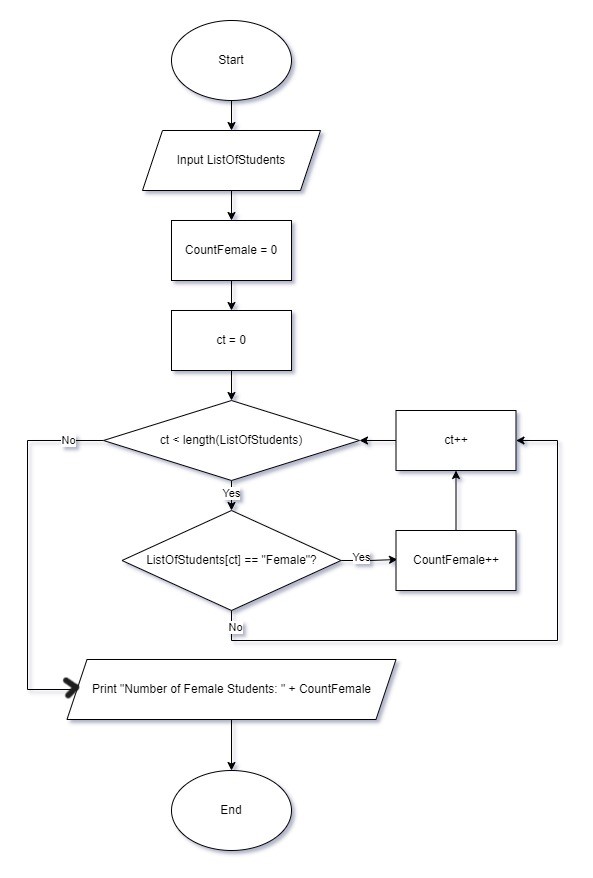 Start
Input ListOfStudents
CountFemale = 0
ct = 0
No
ct < length(ListOfStudents)
ct++
Yes
ListOfStudents[ct] == "Female"?
Yes
CountFemale++
No
Print "Number of Female Students: " + CountFemale
End